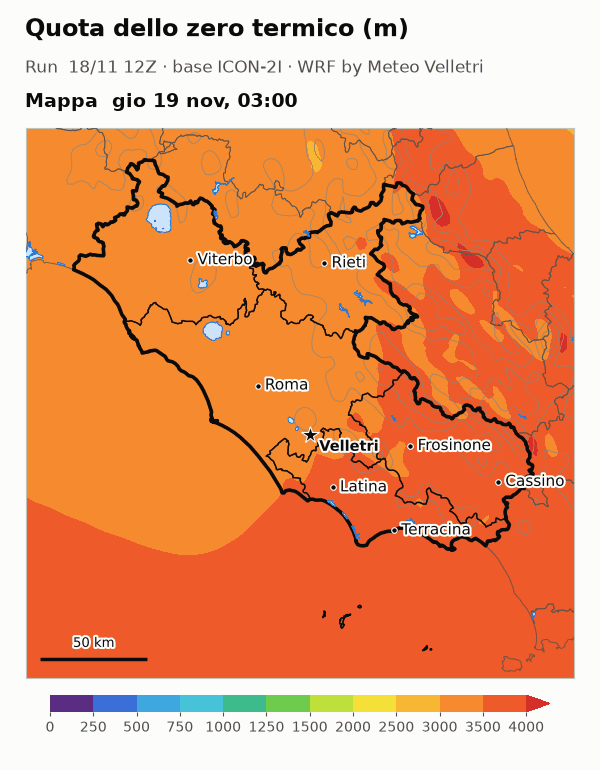 Quota dello zero termico (m)
Run  18/11 12Z · base ICON-2I · WRF by Meteo Velletri
Mappa  gio 19 nov, 03:00
Viterbo
Rieti
Roma
Velletri
Frosinone
Latina
Cassino
Terracina
50 km
0 250 500 750 1000 1250 1500 2000 2500 3000 3500 4000